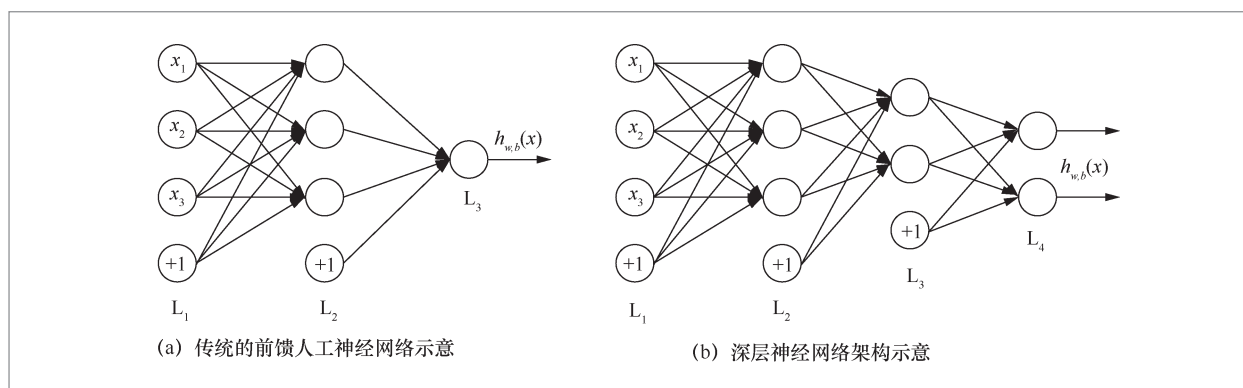 x₁
x₂
x₃
+1
+1
h_{w,b}(x)
L₁
L₂
L₃
(a) 传统的前馈人工神经网络示意
x₁
x₂
x₃
+1
+1
+1
h_{w,b}(x)
L₁
L₂
L₃
L₄
(b) 深层神经网络架构示意